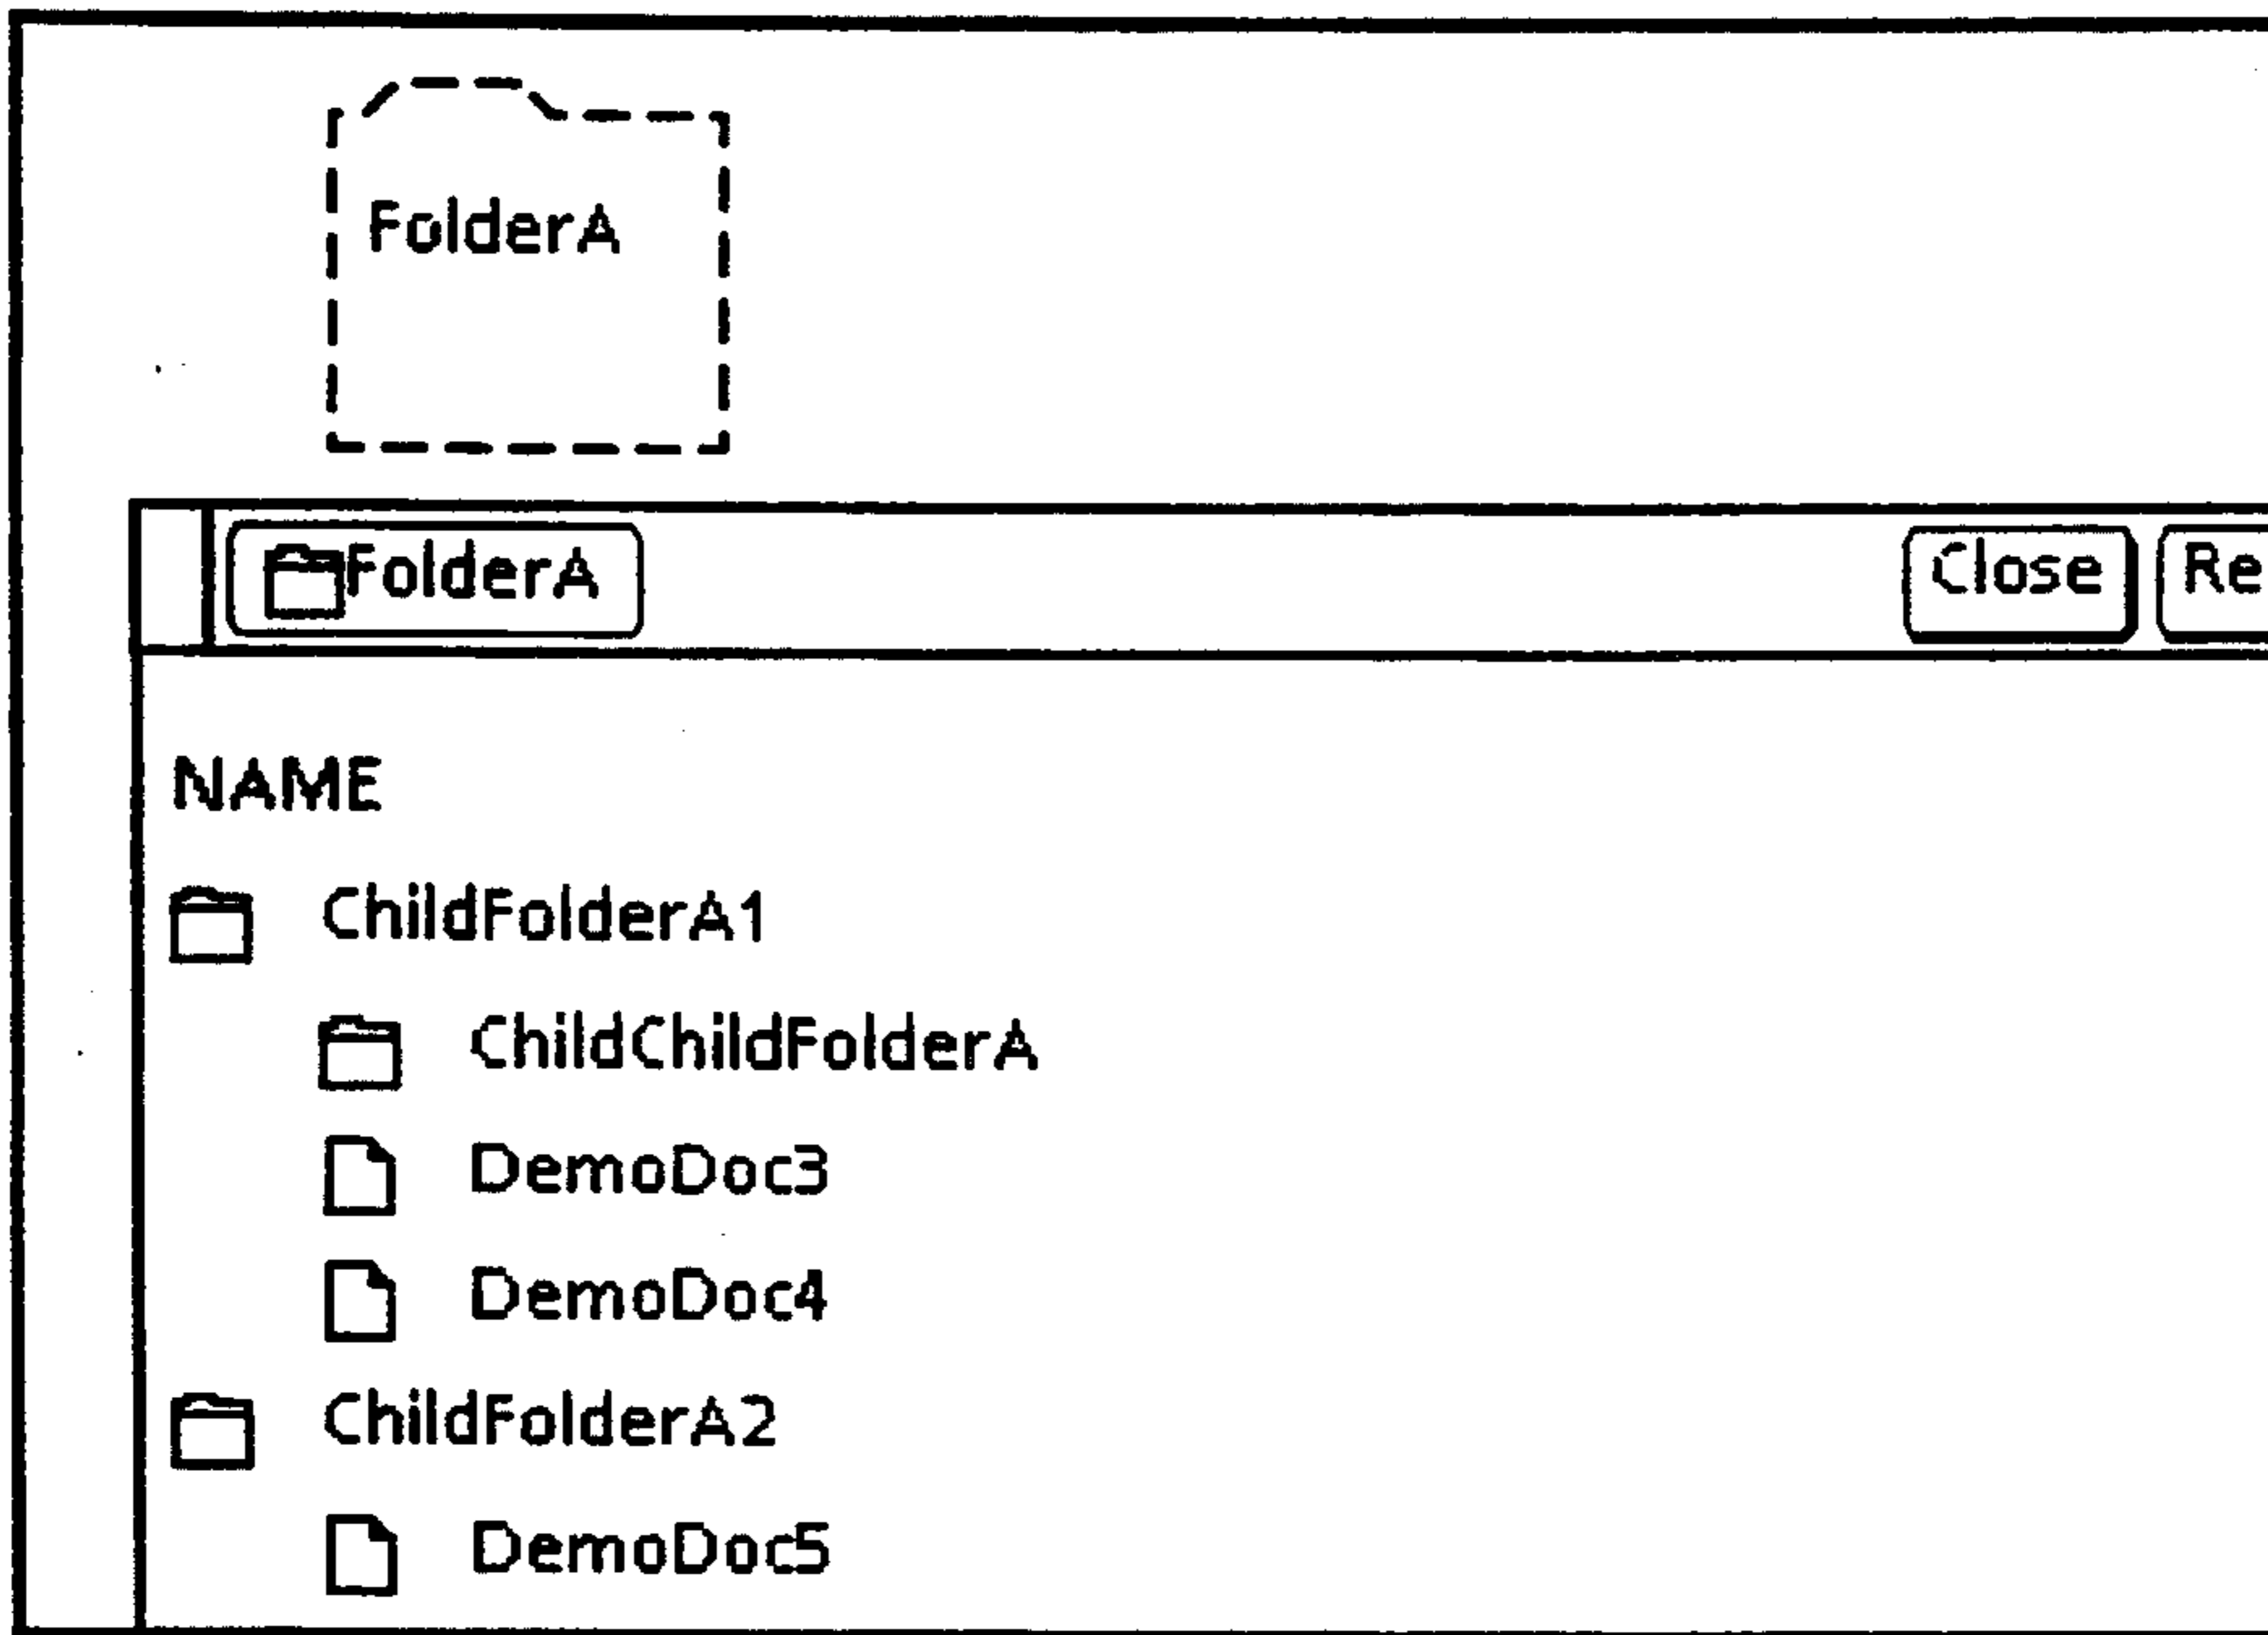 FolderA
FolderA Close Re
NAME
ChildFolderA1
ChildChildFolderA
DemoDoc3
DemoDoc4
ChildFolderA2
DemoDoc5